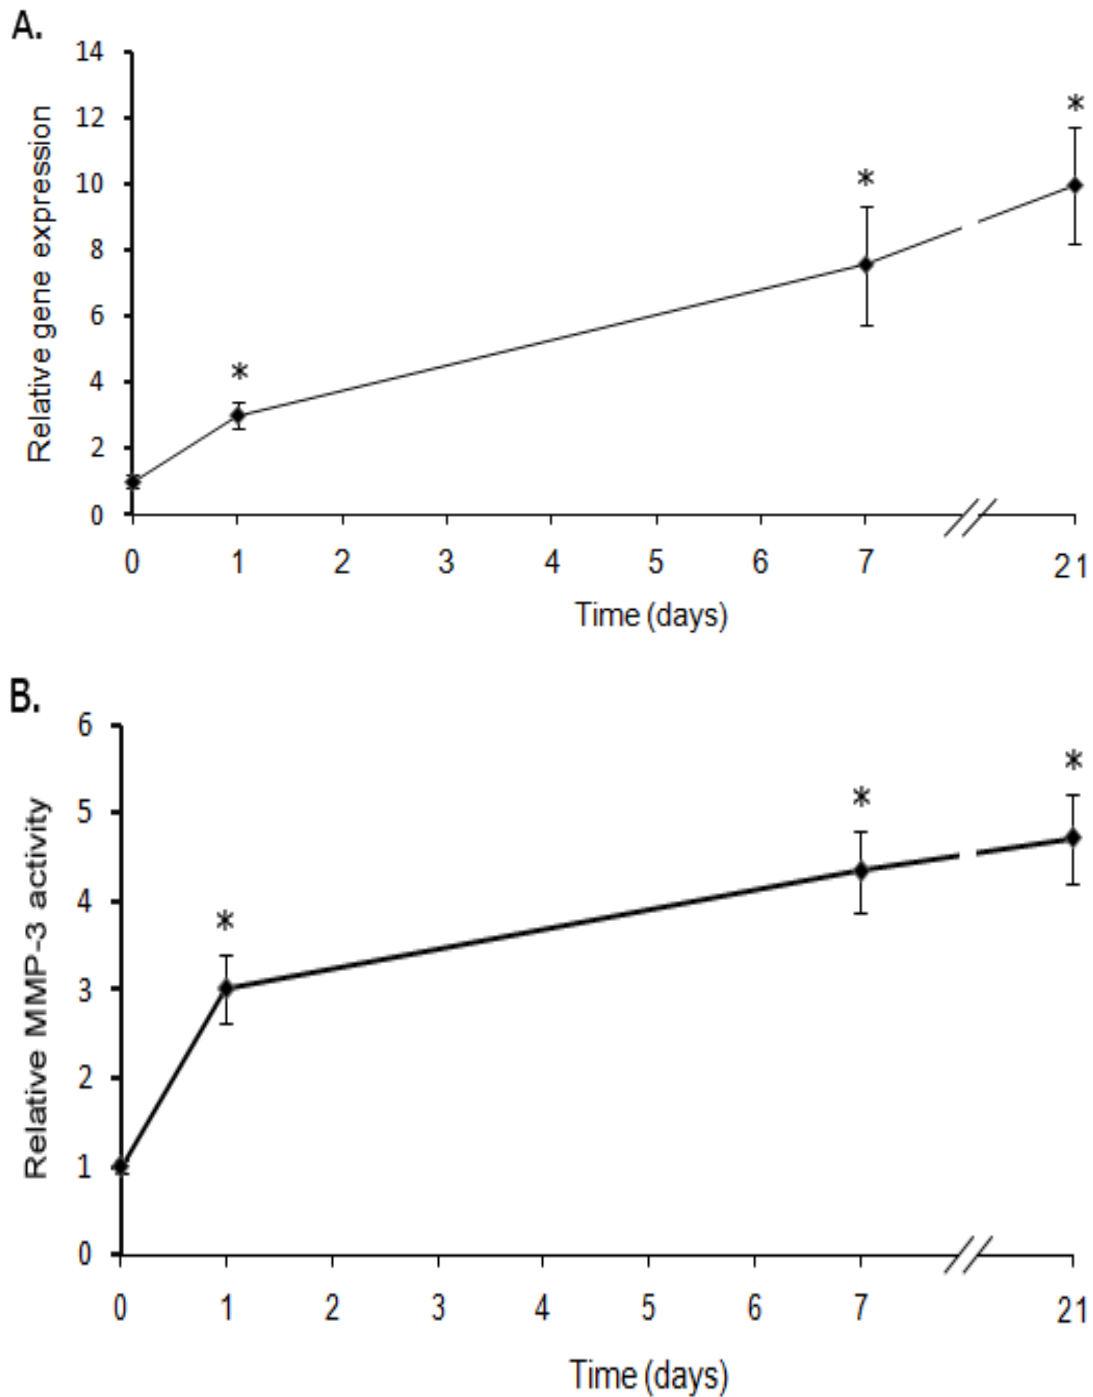 A.
14
12
10
8
6
4
2
0
Relative gene expression
* * *
0 1 2 3 4 5 6 7 21
Time (days)
B.
6
5
4
3
2
1
0
Relative MMP-3 activity
* * *
0 1 2 3 4 5 6 7 21
Time (days)